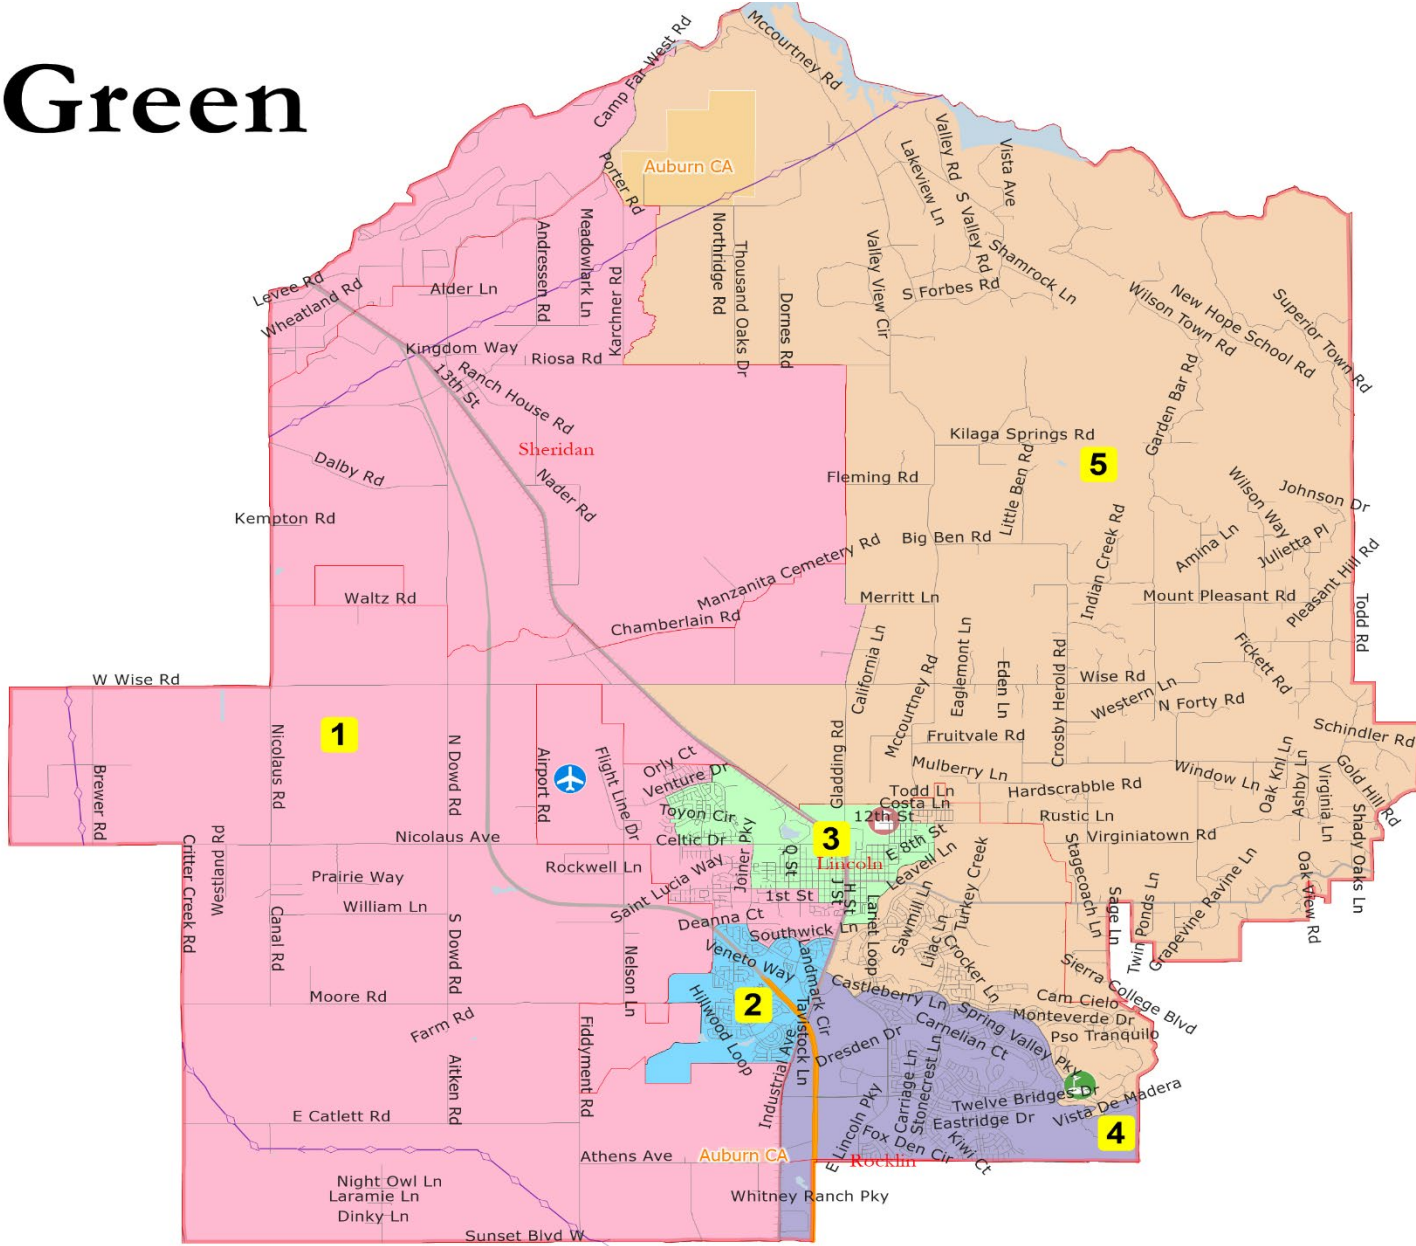 Green
Mccourtney Rd
Camp Far West Rd
Auburn CA
Porter Rd
Valley Rd
Lakeview Ln
Vista Ave
S Valley Rd
Shamrock Ln
Meadowlark Ln
Andressen Rd
Karchner Rd
Northridge Rd
Thousand Oaks Dr
Dornes Rd
Valley View Cir
S Forbes Rd
Levee Rd
Wheatland Rd
Alder Ln
Wilson Town Rd
New Hope School Rd
Superior Town Rd
Kingdom Way
Riosa Rd
13th St
Ranch House Rd
Garden Bar Rd
Sheridan
Kilaga Springs Rd
5
Dalby Rd
Nader Rd
Fleming Rd
Little Ben Rd
Wilson Way
Johnson Dr
Kempton Rd
Big Ben Rd
Indian Creek Rd
Amina Ln
Julietta Pl
Manzanita Cemetery Rd
Pleasant Hill Rd
Waltz Rd
Merritt Ln
Mount Pleasant Rd
Todd Rd
Chamberlain Rd
California Ln
Mccourtney Rd
Eaglemont Ln
Eden Ln
Crosby Herold Rd
Fickett Rd
W Wise Rd
Wise Rd
Western Ln
N Forty Rd
1
Gladding Rd
Fruitvale Rd
Schindler Rd
Brewer Rd
Nicolaus Rd
N Dowd Rd
Airport Rd
Flight Line Dr
Orly Ct
Venture Dr
Mulberry Ln
Window Ln
Oak Knl Ln
Ashby Ln
Virginia Ln
Gold Hill Rd
Todd Ln
Hardscrabble Rd
Costa Ln
Toyon Cir
12th St
Rustic Ln
Shady Oaks Ln
Nicolaus Ave
Celtic Dr
Joiner Pky
3
E 8th St
Virginiatown Rd
Critter Creek Rd
Westlund Rd
Rockwell Ln
Q St
Lincoln
Leavell Ln
Turkey Creek
Stagecoach Ln
Prairie Way
Saint Lucia Way
1st St
J St
H St
Laniet Loop
Sawmill Ln
Sage Ln
Twin Ponds Ln
Grapevine Ravine Ln
Oak View Rd
William Ln
Deanna Ct
Southwick Ln
Lilac Ln
Crocker Ln
Canal Rd
S Dowd Rd
Nelson Ln
Veneto Way
Landmark Cir
Sierra College Blvd
Moore Rd
2
Castleberry Ln
Cam Cielo
Farm Rd
Hillwood Loop
Tavistock Ln
Carnelian Ct
Spring Valley Pky
Monteverde Dr
Pso Tranquilo
Fiddyment Rd
Industrial Ave
Dresden Dr
Aitken Rd
Carriage Ln
Stonecrest Ln
Twelve Bridges Dr
Vista De Madera
E Catlett Rd
E Lincoln Pky
Eastridge Dr
4
Fox Den Cir
Kiwi Ct
Athens Ave
Auburn CA
Rocklin
Night Owl Ln
Laramie Ln
Whitney Ranch Pky
Dinky Ln
Sunset Blvd W